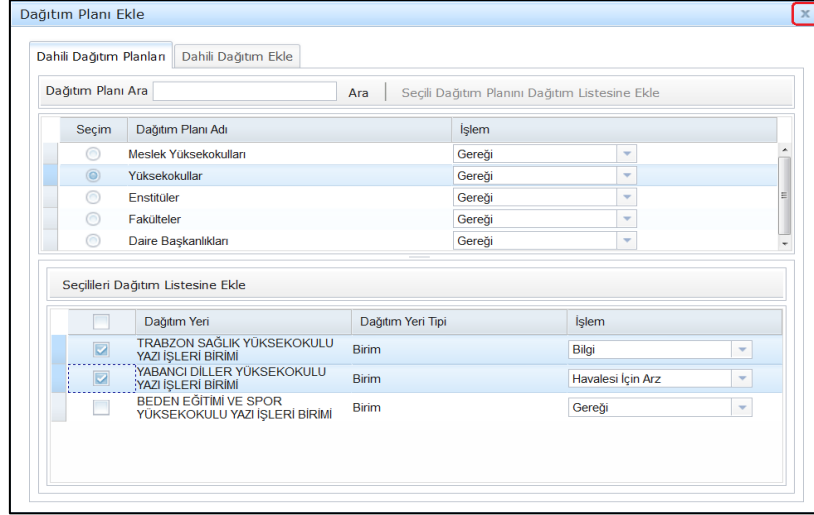 Dağıtım Planı Ekle
Dahili Dağıtım Planları Dahili Dağıtım Ekle
Dağıtım Planı Ara Ara Seçili Dağıtım Planını Dağıtım Listesine Ekle
Seçim Dağıtım Planı Adı İşlem
Meslek Yüksekokulları Gereği
Yüksekokullar Gereği
Enstitüler Gereği
Fakülteler Gereği
Daire Başkanlıkları Gereği
Seçilileri Dağıtım Listesine Ekle
Dağıtım Yeri Dağıtım Yeri Tipi İşlem
TRABZON SAĞLIK YÜKSEKOKULU
YAZI İŞLERİ BİRİMİ Birim Bilgi
YABANCI DİLLER YÜKSEKOKULU
YAZI İŞLERİ BİRİMİ Birim Havalesi İçin Arz
BEDEN EĞİTİMİ VE SPOR
YÜKSEKOKULU YAZI İŞLERİ BİRİMİ Birim Gereği